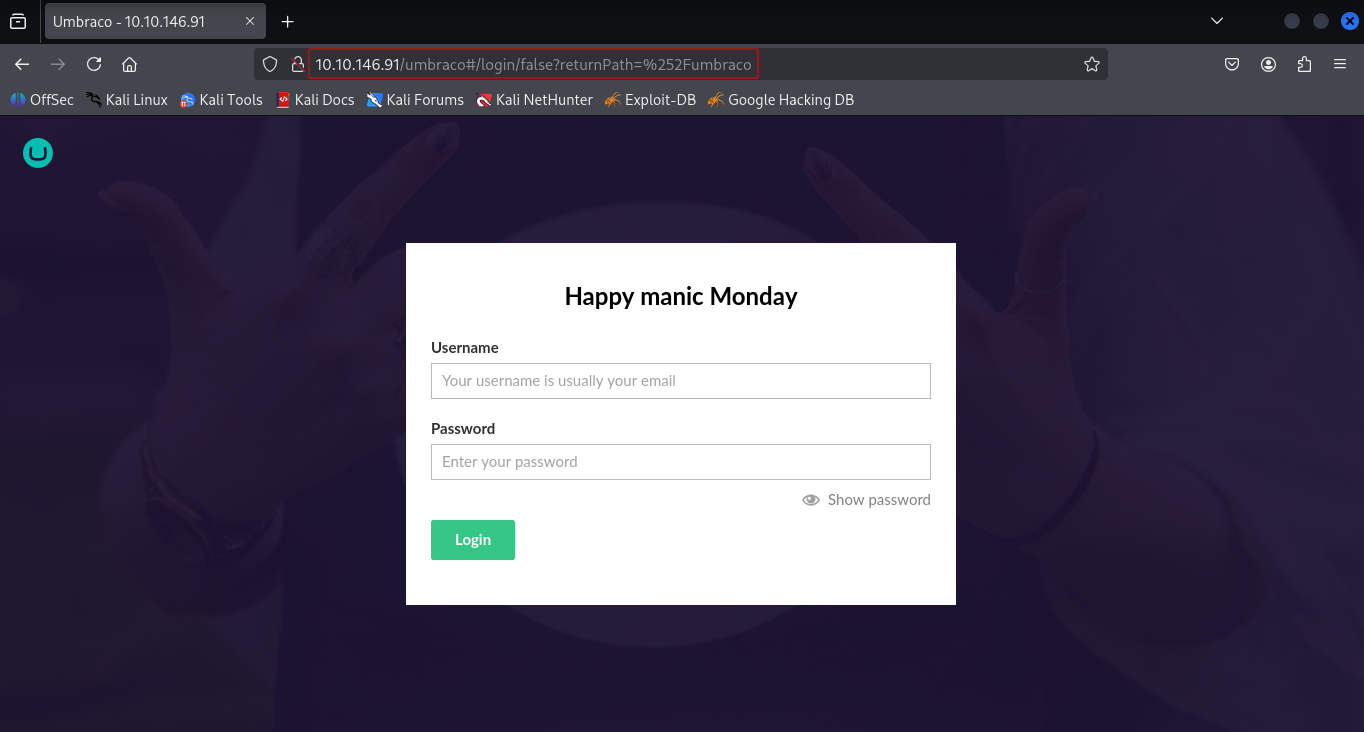 Umbraco - 10.10.146.91
10.10.146.91/umbraco#/login/false?returnPath=%252Fumbraco
OffSec Kali Linux Kali Tools Kali Docs Kali Forums Kali NetHunter Exploit-DB Google Hacking DB
Happy manic Monday
Username
Your username is usually your email
Password
Enter your password
Show password
Login